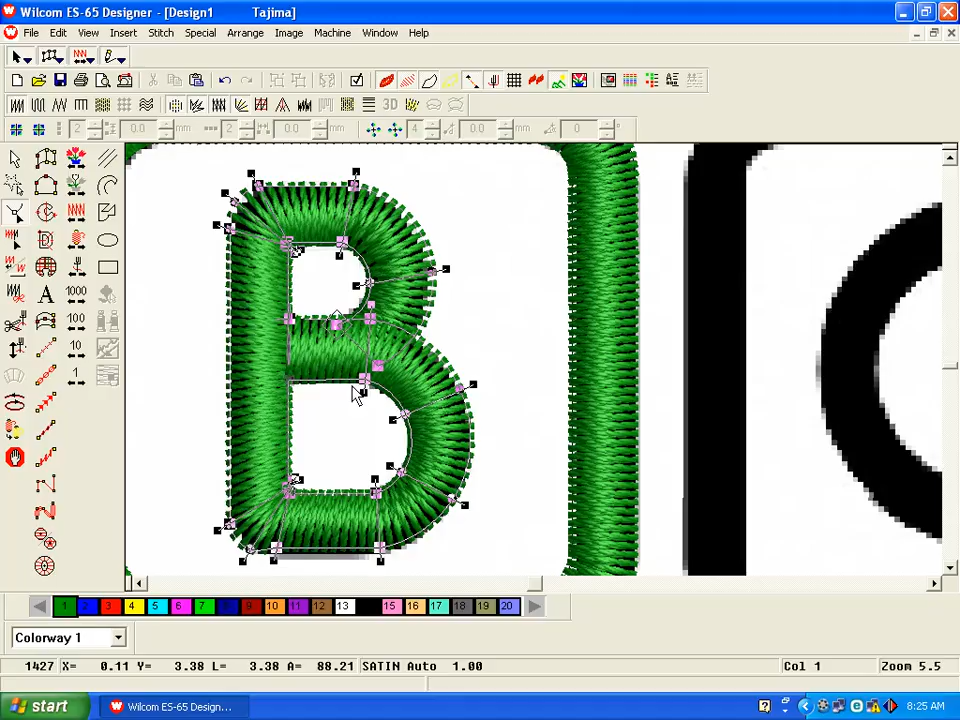 Wilcom ES-65 Designer - [Design1 Tajima]
File Edit View Insert Stitch Special Arrange Image Machine Window Help
2 0.0 mm 2 0.0 mm 4 0.0 mm 0 °
3D
A 1000
100
10
1
B
1 2 3 4 5 6 7 8 9 10 11 12 13 15 16 17 18 19 20
Colorway 1
1427 X= 0.11 Y= 3.38 L= 3.38 A= 88.21 SATIN Auto 1.00 Col 1 Zoom 5.5
start Wilcom ES-65 Design... 8:25 AM